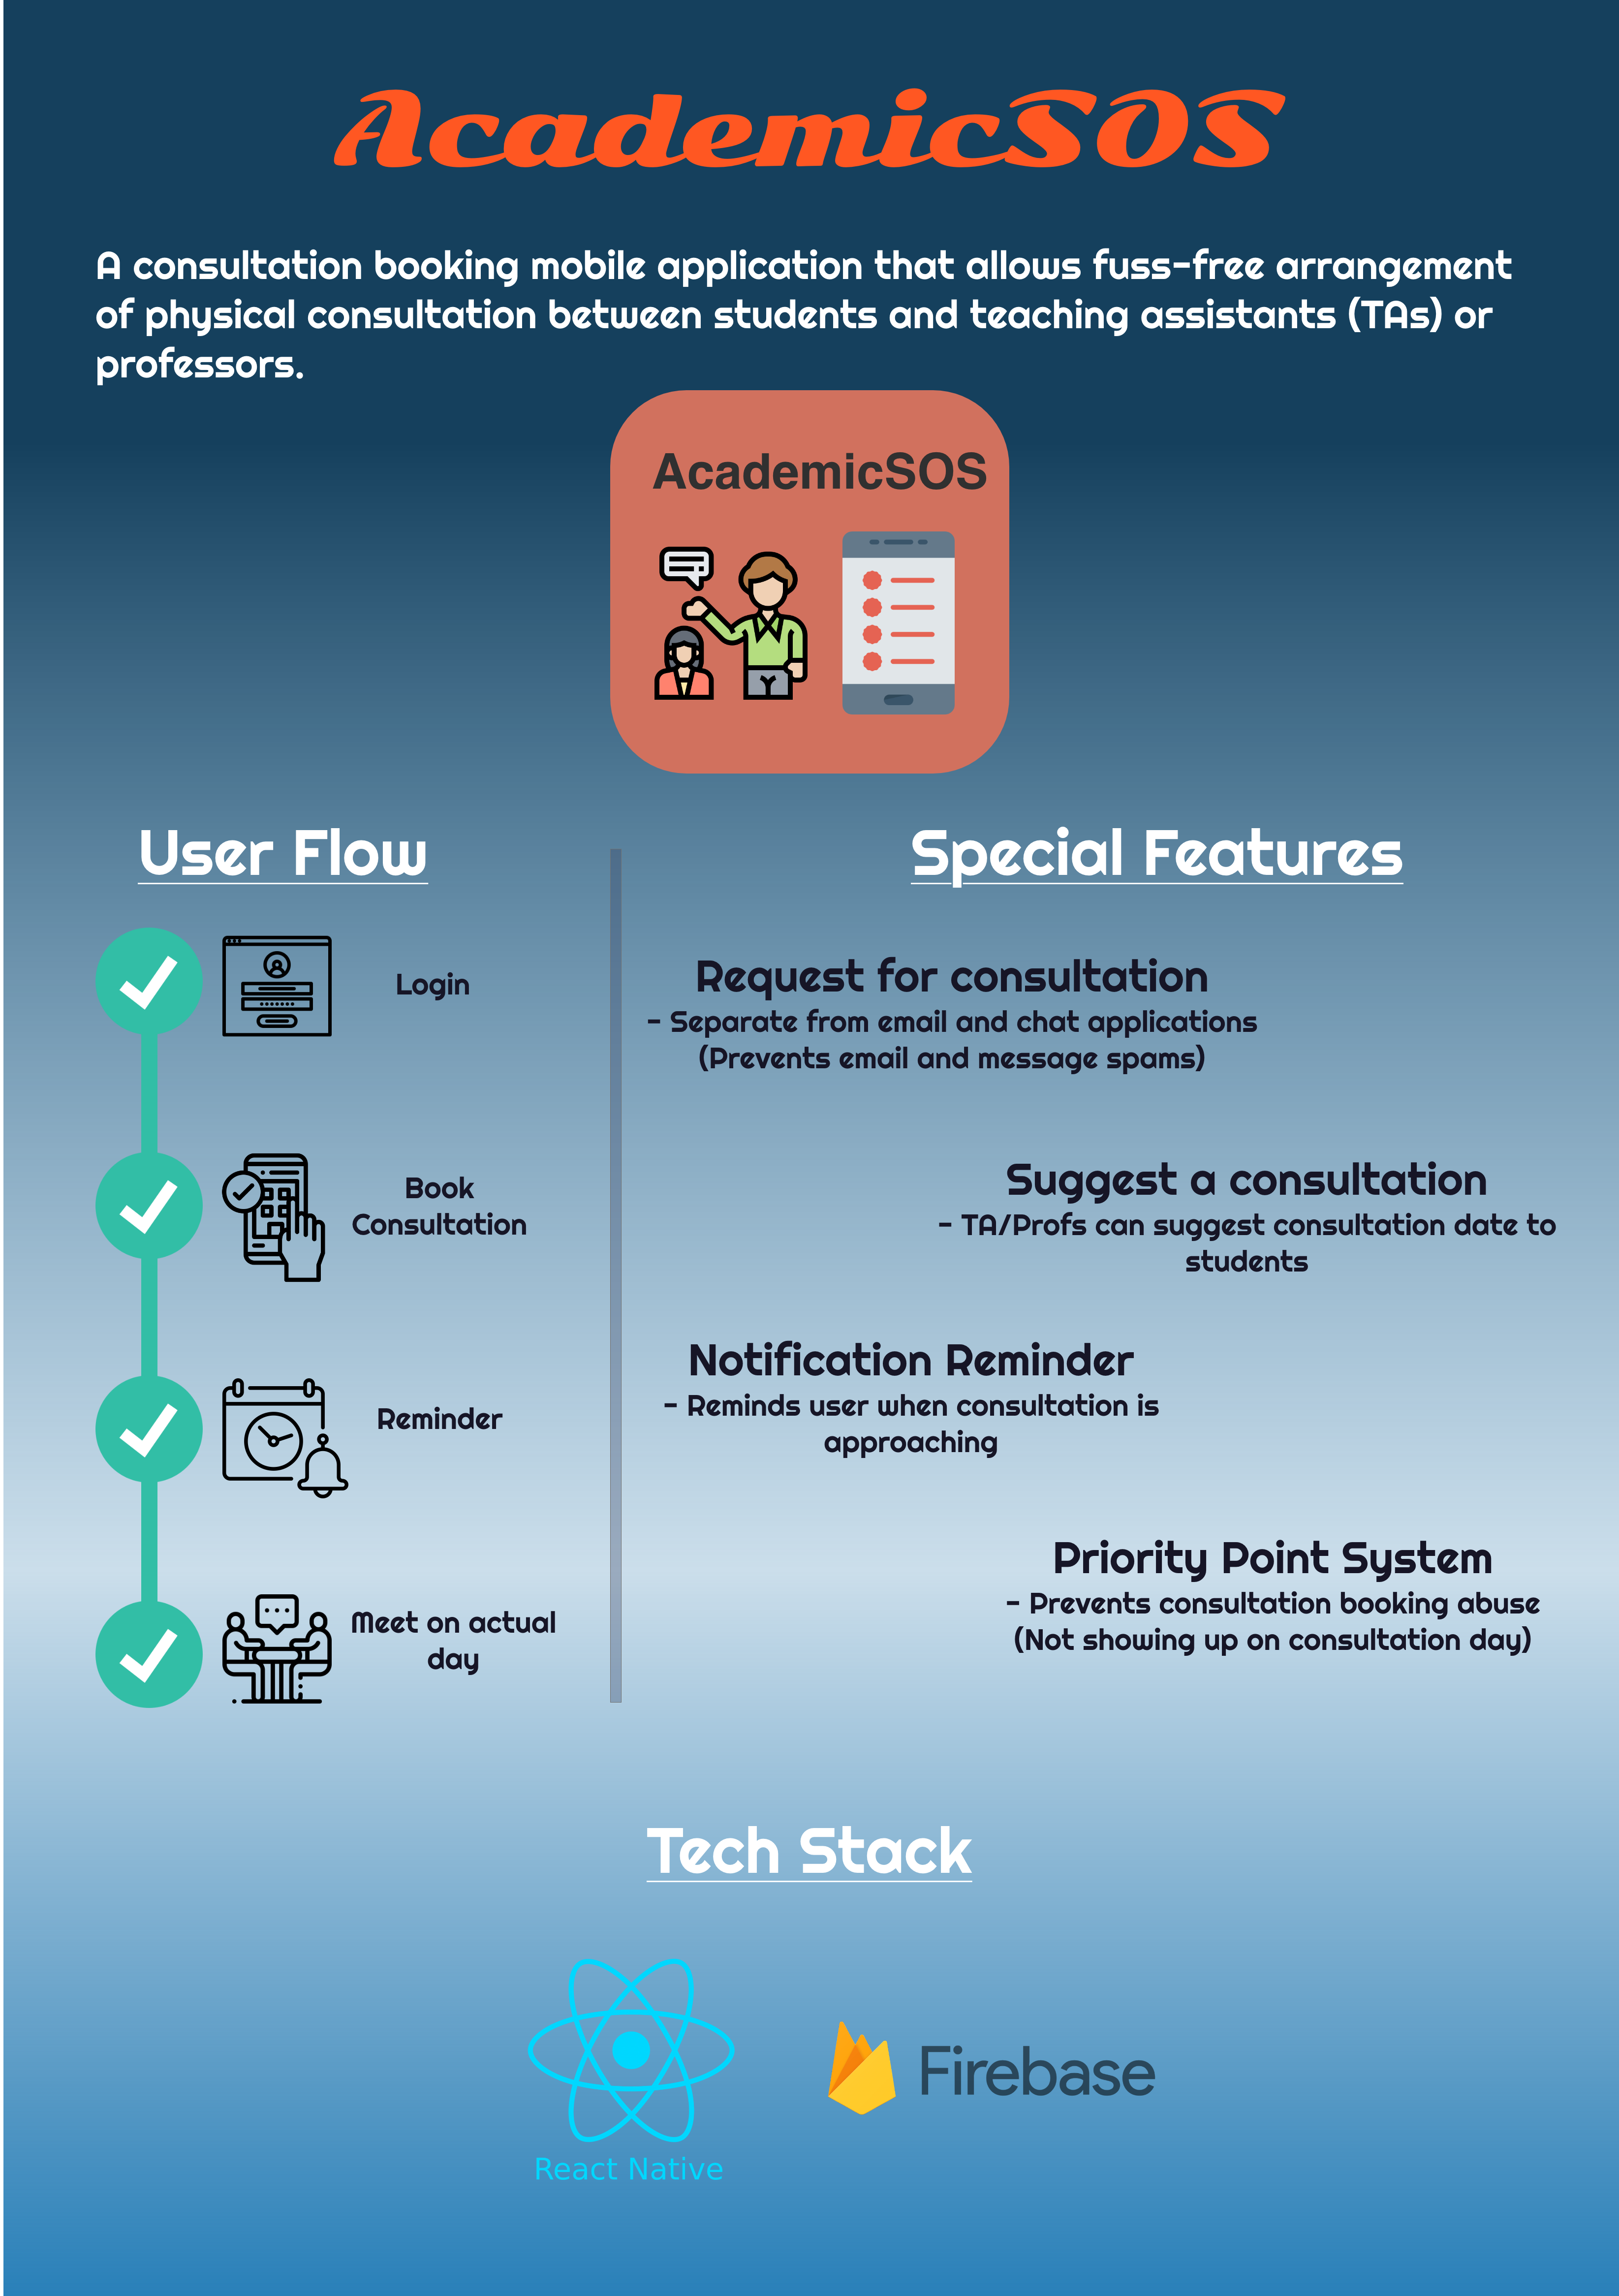 AcademicSOS
A consultation booking mobile application that allows fuss-free arrangement
of physical consultation between students and teaching assistants (TAs) or
professors.
AcademicSOS
User Flow
Login
Book
Consultation
Reminder
Meet on actual
day
Special Features
Request for consultation
- Separate from email and chat applications
(Prevents email and message spams)
Suggest a consultation
- TA/Profs can suggest consultation date to
students
Notification Reminder
- Reminds user when consultation is
approaching
Priority Point System
- Prevents consultation booking abuse
(Not showing up on consultation day)
Tech Stack
React Native
Firebase